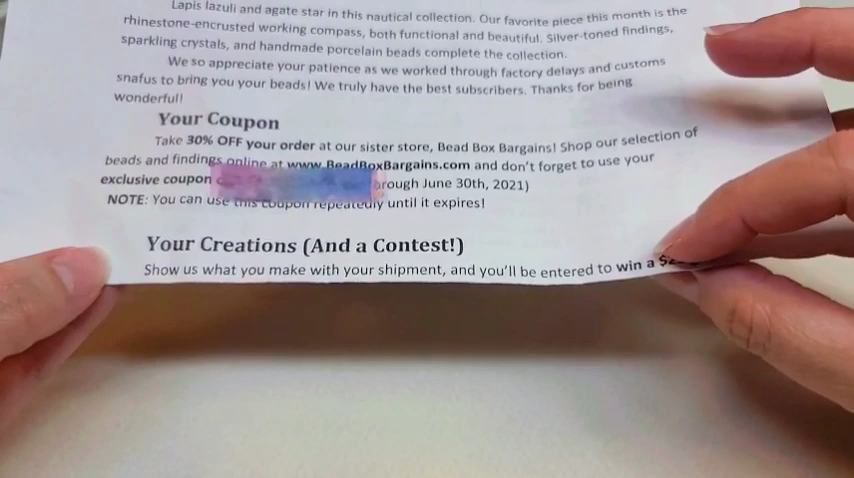 Lapis lazuli and agate star in this nautical collection. Our favorite piece this month is the
rhinestone-encrusted working compass, both functional and beautiful. Silver-toned findings,
sparkling crystals, and handmade porcelain beads complete the collection.
We so appreciate your patience as we worked through factory delays and customs
snafus to bring you your beads! We truly have the best subscribers. Thanks for being
wonderful!
Your Coupon
Take 30% OFF your order at our sister store, Bead Box Bargains! Shop our selection of
beads and findings online at www.BeadBoxBargains.com and don't forget to use your
exclusive coupon rough June 30th, 2021)
NOTE: You can use this coupon repeatedly until it expires!
Your Creations (And a Contest!)
Show us what you make with your shipment, and you'll be entered to win a